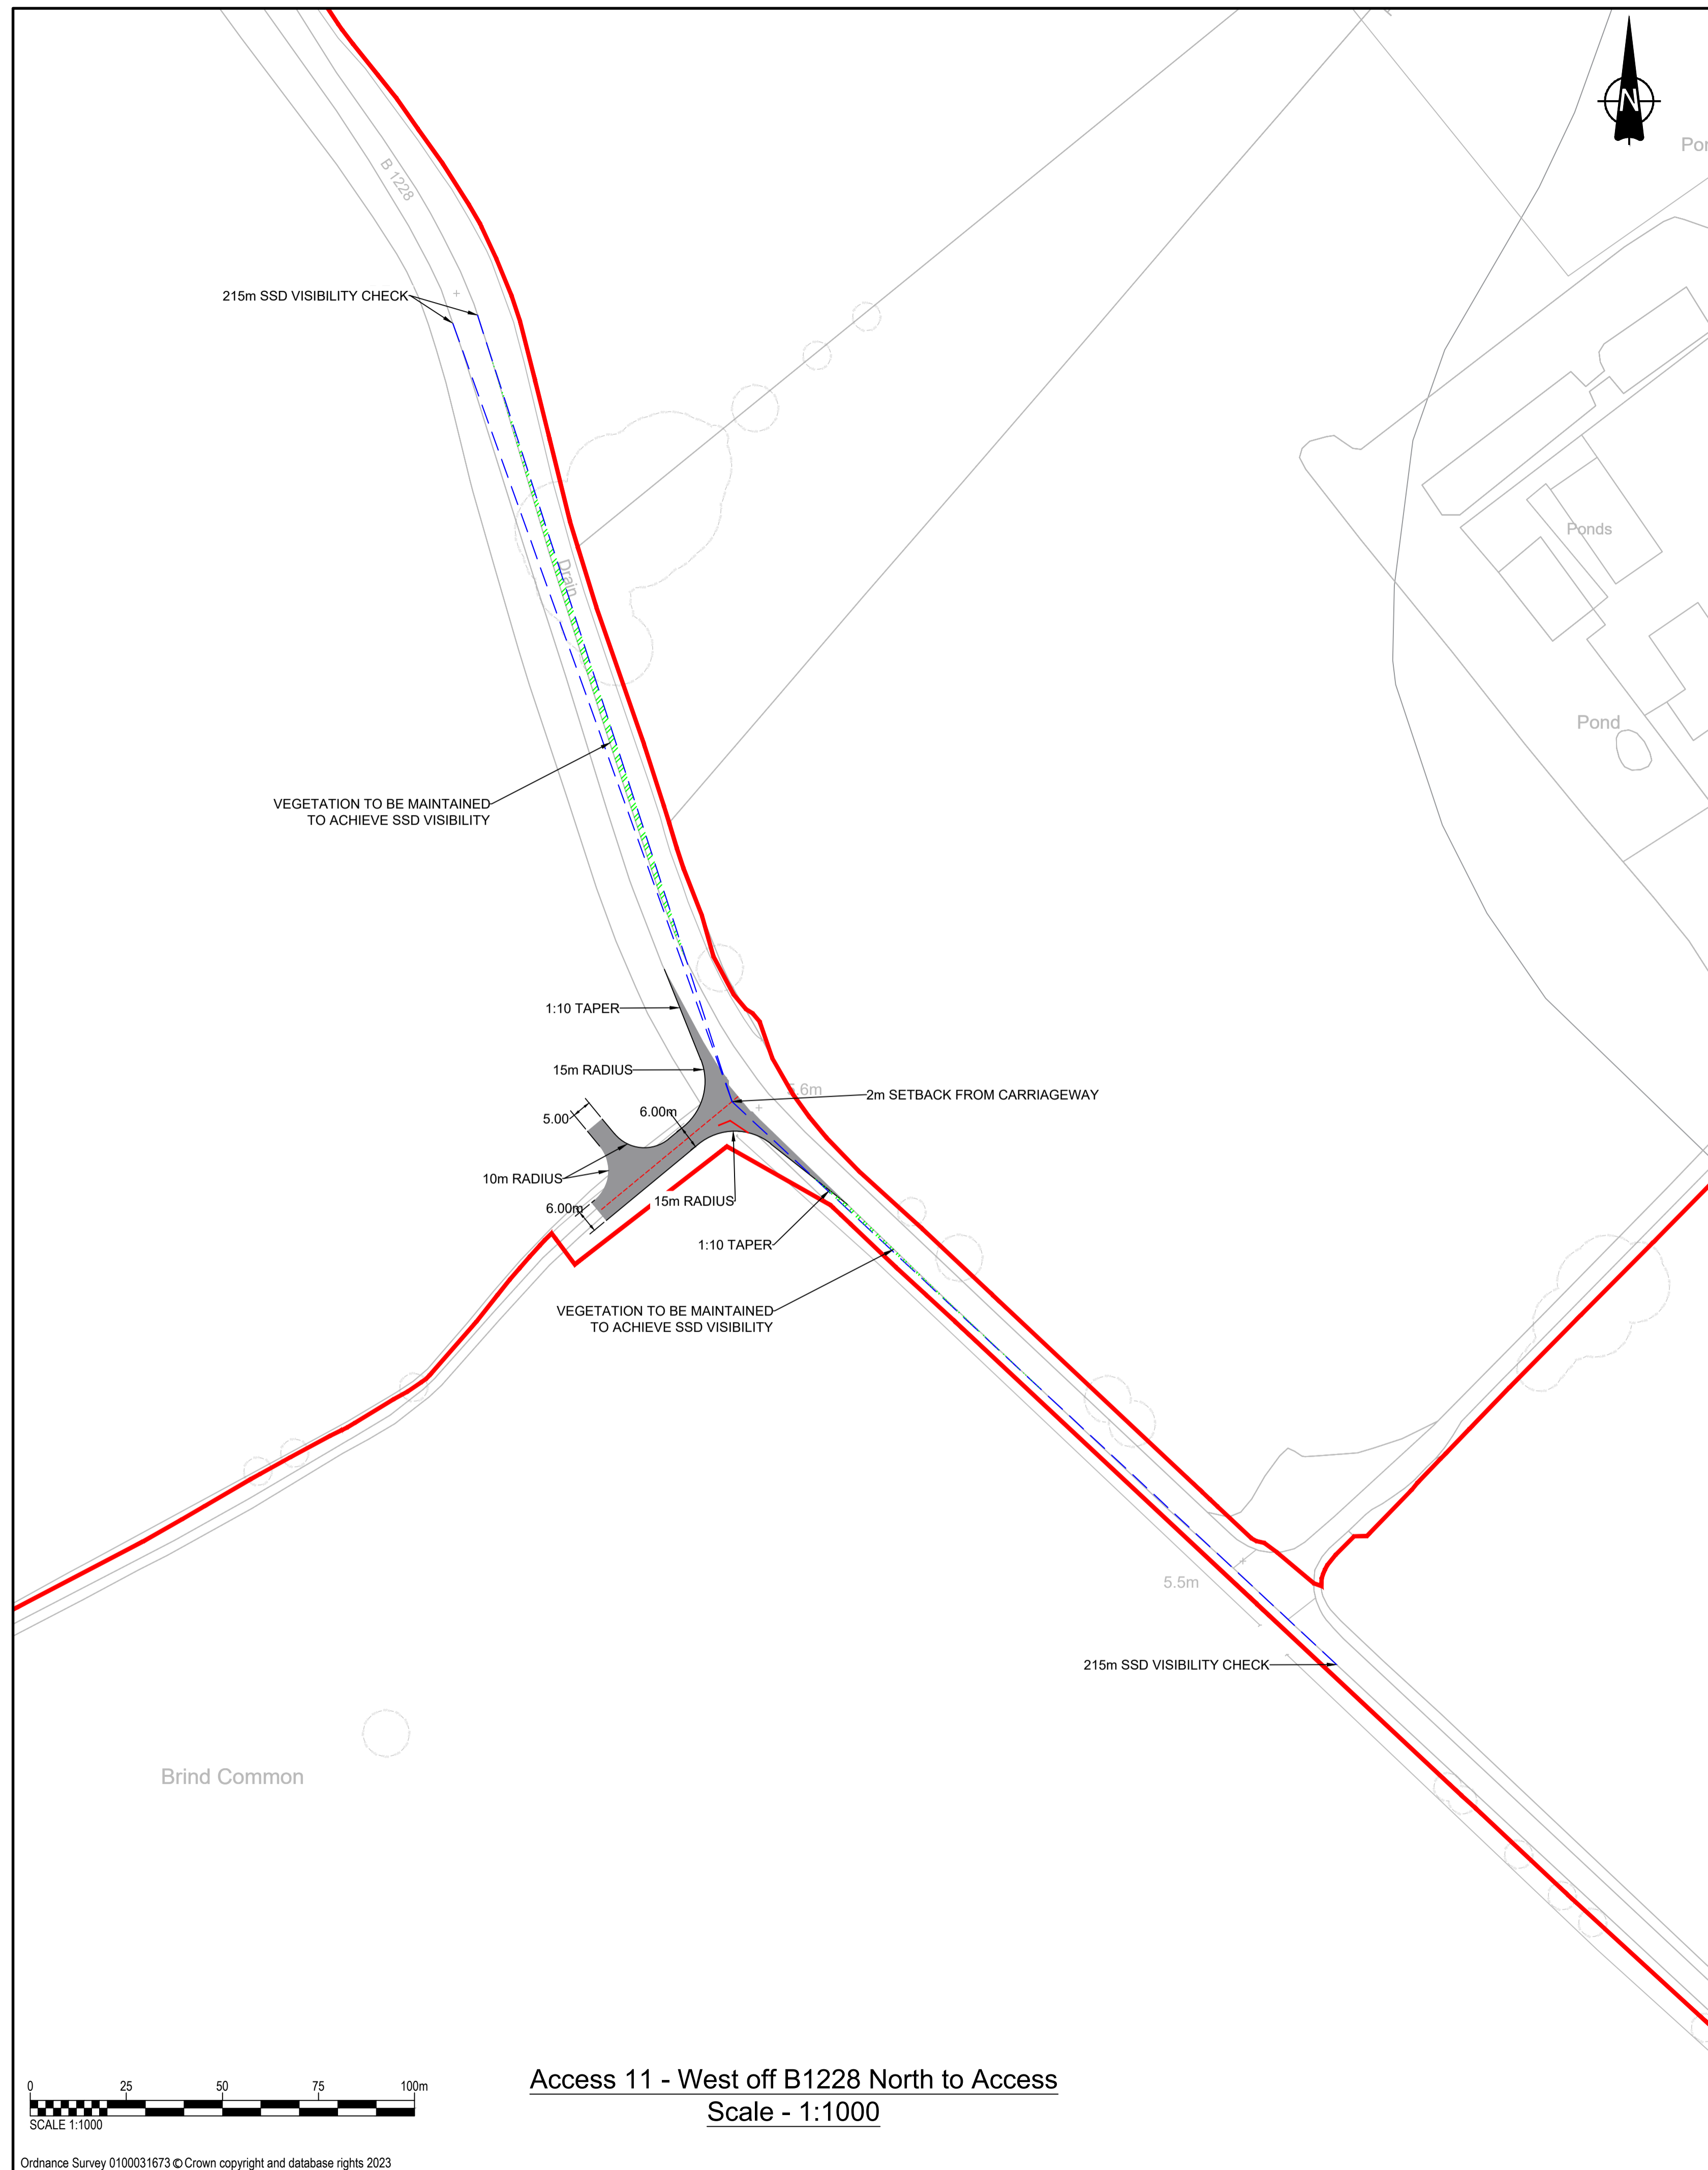 N
B 1228
215m SSD VISIBILITY CHECK
Ponds
Drain
Pond
VEGETATION TO BE MAINTAINED
TO ACHIEVE SSD VISIBILITY
1:10 TAPER
15m RADIUS
2m SETBACK FROM CARRIAGEWAY
5.00
6.00m
10m RADIUS
15m RADIUS
6.00m
1:10 TAPER
VEGETATION TO BE MAINTAINED
TO ACHIEVE SSD VISIBILITY
5.5m
215m SSD VISIBILITY CHECK
Brind Common
Access 11 - West off B1228 North to Access
Scale - 1:1000
0 25 50 75 100m
SCALE 1:1000
Ordnance Survey 0100031673 © Crown copyright and database rights 2023